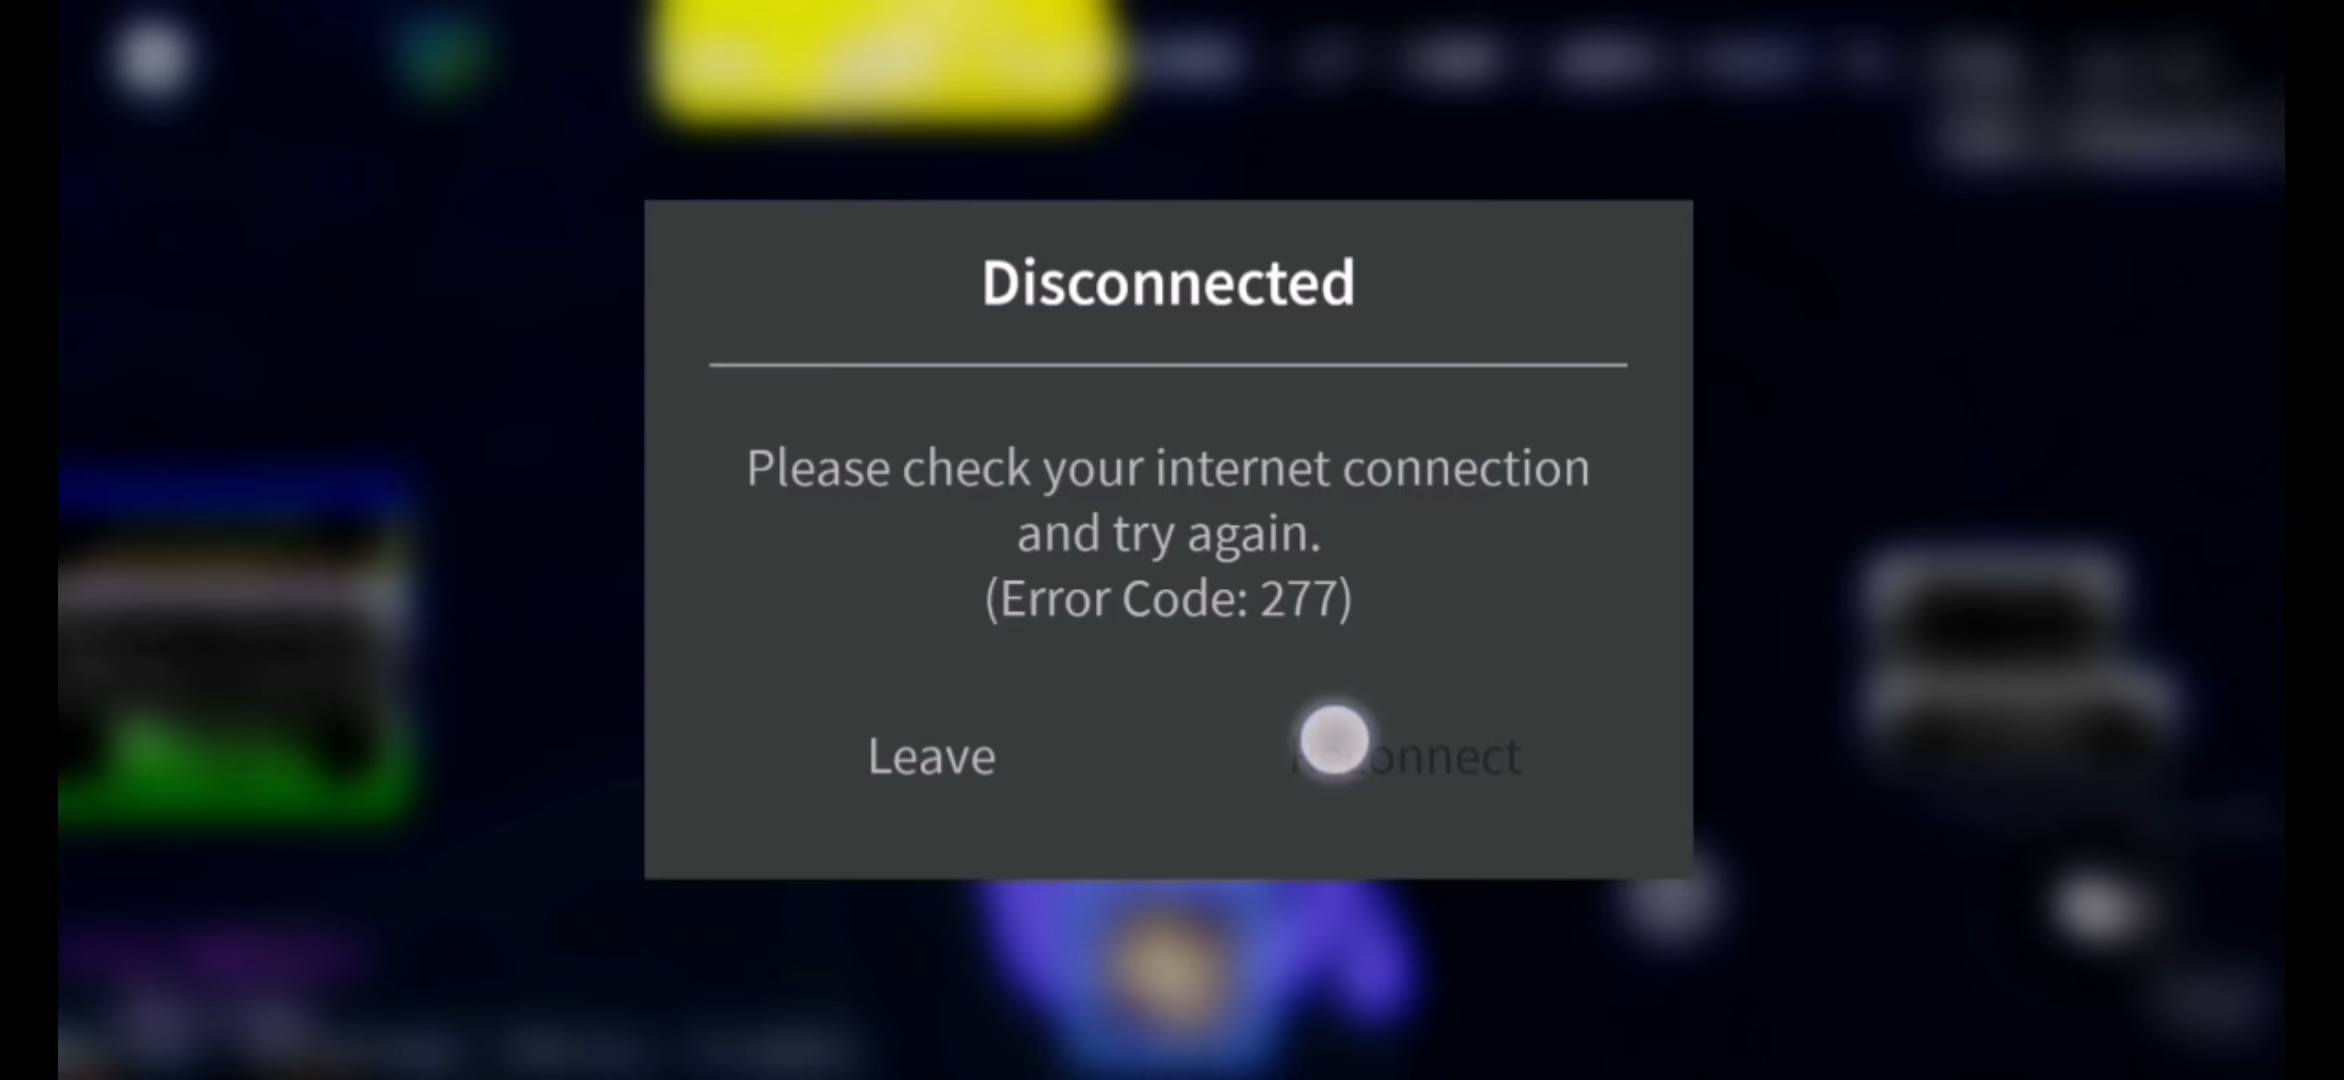 Disconnected
Please check your internet connection
and try again.
(Error Code: 277)
Leave